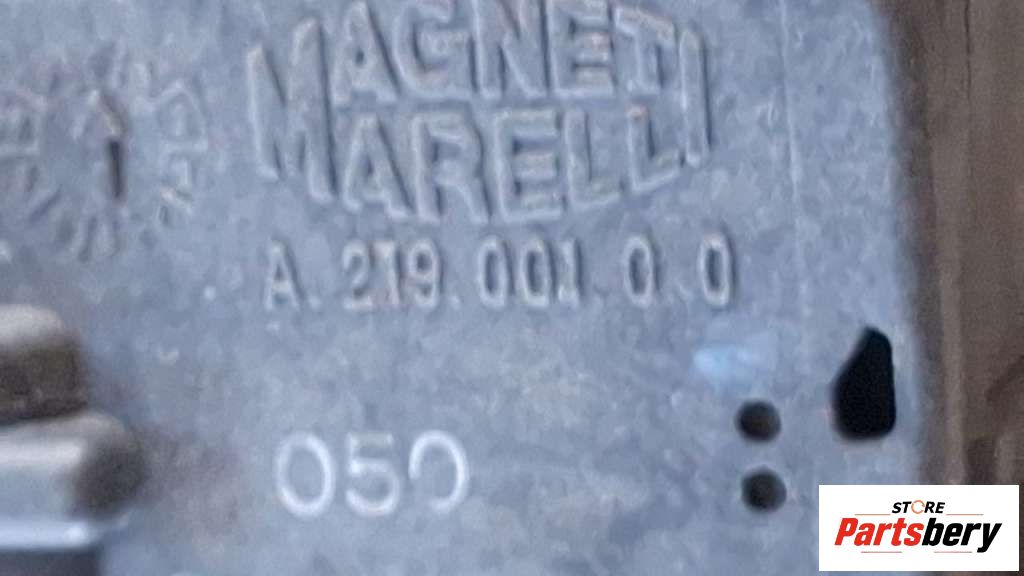 MAGNETI
MARELLI
A.219.001.0.0
050
STORE
Partsbery